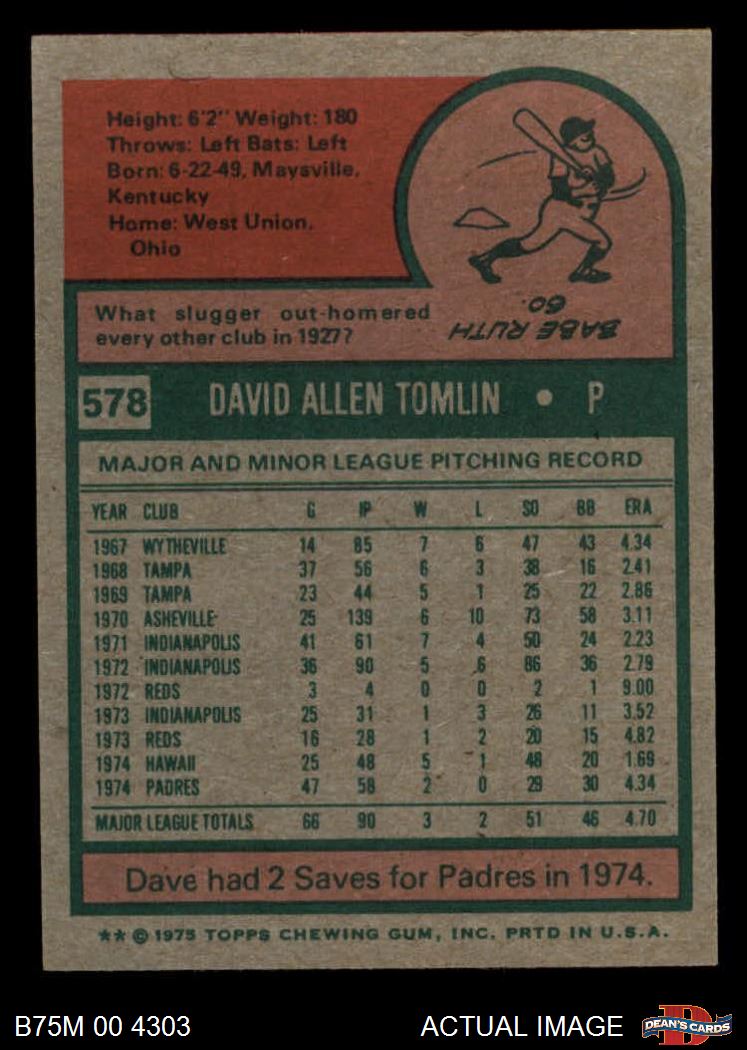 Height: 6'2" Weight: 180
Throws: Left Bats: Left
Born: 6-22-49, Maysville,
Kentucky
Home: West Union,
Ohio
What slugger out-homered
every other club in 1927?
BABE RUTH
60.
578 DAVID ALLEN TOMLIN • P
MAJOR AND MINOR LEAGUE PITCHING RECORD
YEAR CLUB G IP W L SO BB ERA
1967 WYTHEVILLE 14 85 7 6 47 43 4.34
1968 TAMPA 37 56 6 3 38 16 2.41
1969 TAMPA 23 44 5 1 25 22 2.86
1970 ASHEVILLE 25 139 6 10 73 58 3.11
1971 INDIANAPOLIS 41 61 7 4 50 24 2.23
1972 INDIANAPOLIS 36 90 5 6 86 36 2.79
1972 REDS 3 4 0 0 2 1 9.00
1973 INDIANAPOLIS 25 31 1 3 26 11 3.52
1973 REDS 16 28 1 2 20 15 4.82
1974 HAWAII 25 48 5 1 48 20 1.69
1974 PADRES 47 58 2 0 29 30 4.34
MAJOR LEAGUE TOTALS 66 90 3 2 51 46 4.70
Dave had 2 Saves for Padres in 1974.
** © 1975 TOPPS CHEWING GUM, INC. PRTD IN U.S.A.
B75M 00 4303 ACTUAL IMAGE D DEAN'S CARDS